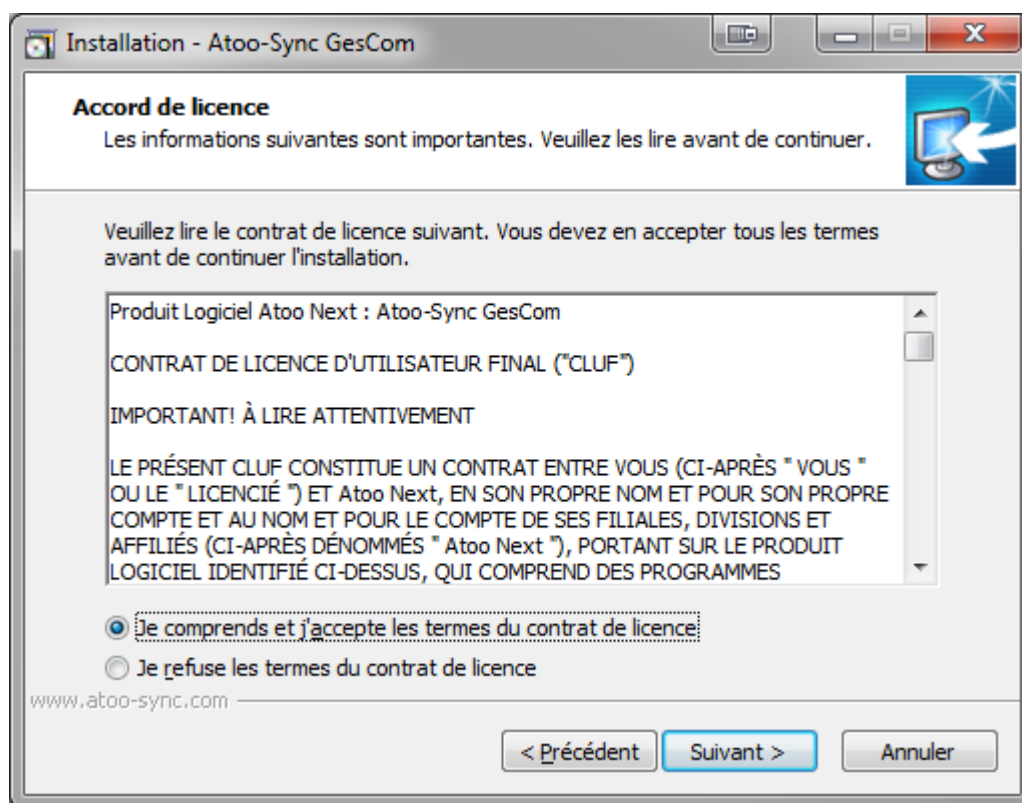 Installation - Atoo-Sync GesCom
Accord de licence
Les informations suivantes sont importantes. Veuillez les lire avant de continuer.
Veuillez lire le contrat de licence suivant. Vous devez en accepter tous les termes
avant de continuer l'installation.
Produit Logiciel Atoo Next : Atoo-Sync GesCom
CONTRAT DE LICENCE D'UTILISATEUR FINAL ("CLUF")
IMPORTANT! À LIRE ATTENTIVEMENT
LE PRÉSENT CLUF CONSTITUE UN CONTRAT ENTRE VOUS (CI-APRÈS " VOUS "
OU LE " LICENCIÉ ") ET Atoo Next, EN SON PROPRE NOM ET POUR SON PROPRE
COMPTE ET AU NOM ET POUR LE COMPTE DE SES FILIALES, DIVISIONS ET
AFFILIÉS (CI-APRÈS DÉNOMMÉS " Atoo Next "), PORTANT SUR LE PRODUIT
LOGICIEL IDENTIFIÉ CI-DESSUS, QUI COMPREND DES PROGRAMMES
Je comprends et j'accepte les termes du contrat de licence
Je refuse les termes du contrat de licence
www.atoo-sync.com
< Précédent
Suivant >
Annuler